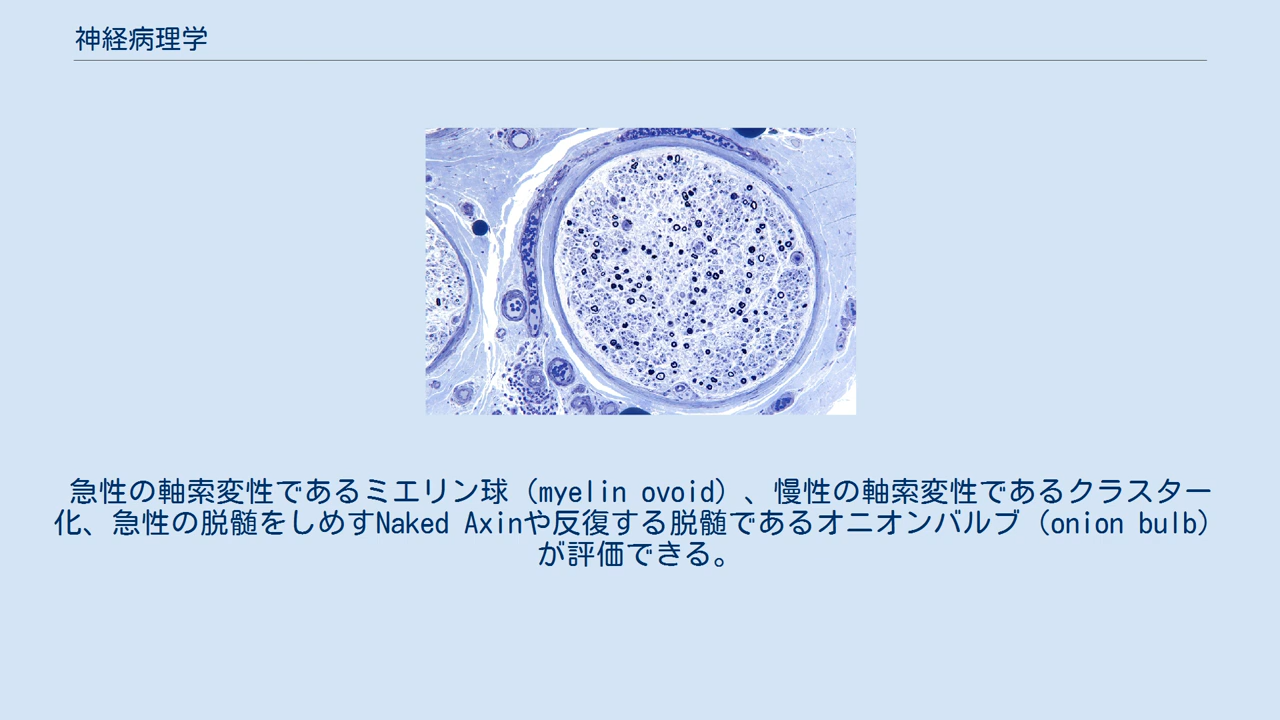 神経病理学
急性の軸索変性であるミエリン球（myelin ovoid）、慢性の軸索変性であるクラスター
化、急性の脱髄をしめすNaked Axinや反復する脱髄であるオニオンバルブ（onion bulb）
が評価できる。